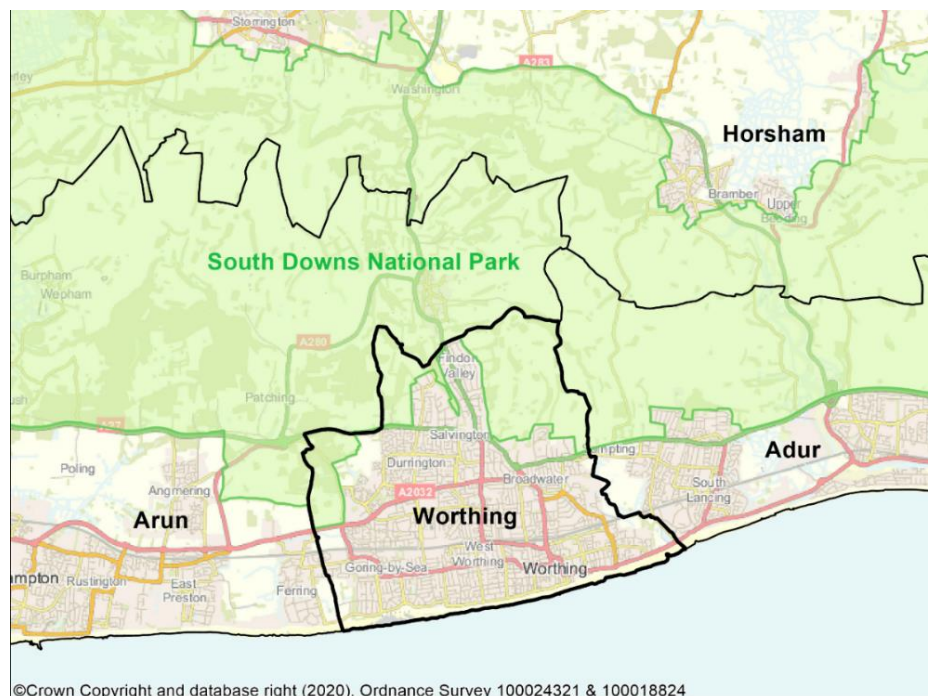 Storrington
A283
Washington
Horsham
Bramber
Upper
Beeding
South Downs National Park
Burpham
Wepham
A280
Findon
Valley
Patching
A27
Salvington
mpting
Poling
Durrington
Broadwater
Adur
Angmering
A2032
South
Lancing
Arun
Worthing
West
Worthing
Goring-by-Sea
Worthing
mpton
Rustington
East
Preston
Ferring
©Crown Copyright and database right (2020). Ordnance Survey 100024321 & 100018824